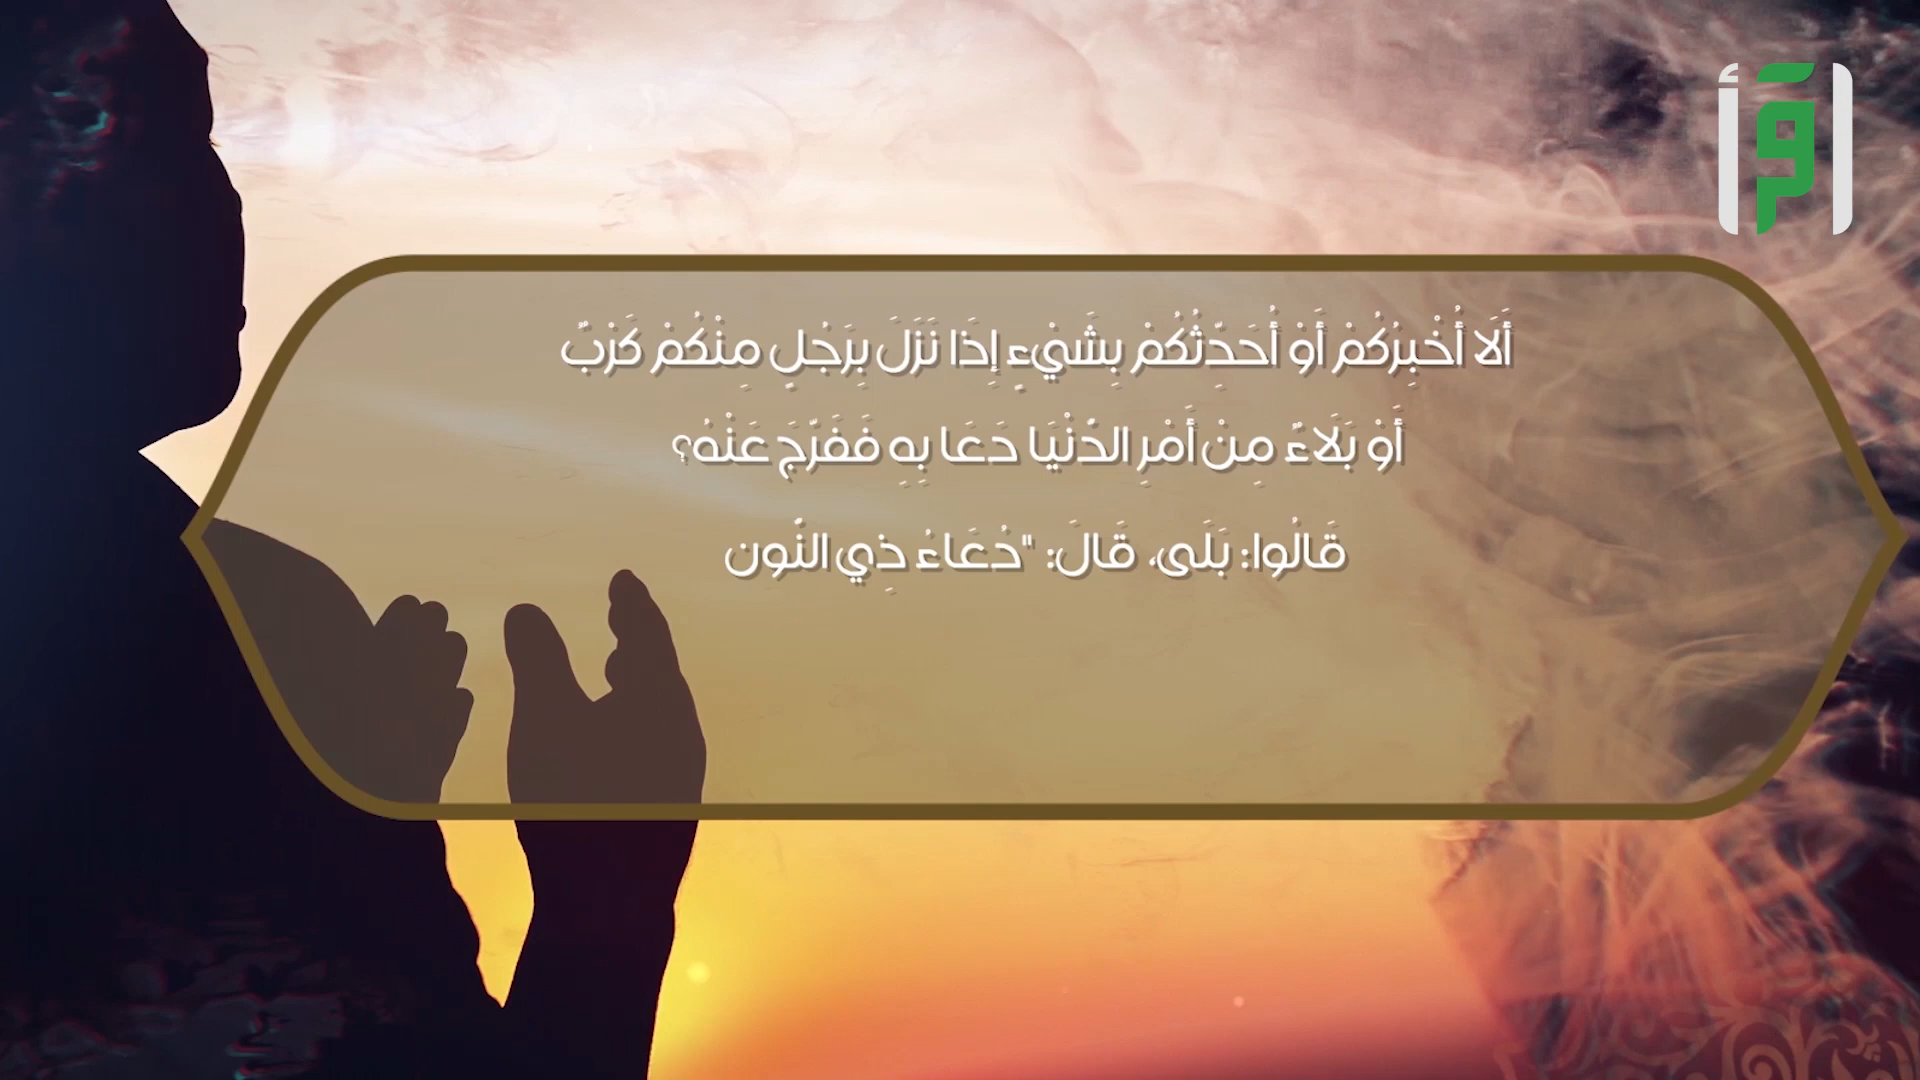 أَلَا أُخْبِرُكُمْ أَوْ أُحَدِّثُكُمْ بِشَيْءٍ إِذَا نَزَلَ بِرَجُلٍ مِنْكُمْ كَرْبٌ
أَوْ بَلَاءٌ مِنْ أَمْرِ الدُّنْيَا دَعَا بِهِ فَفَرَّجَ عَنْهُ؟
قَالُوا: بَلَى، قَالَ: "دُعَاءُ ذِي النُّون
اقرأ